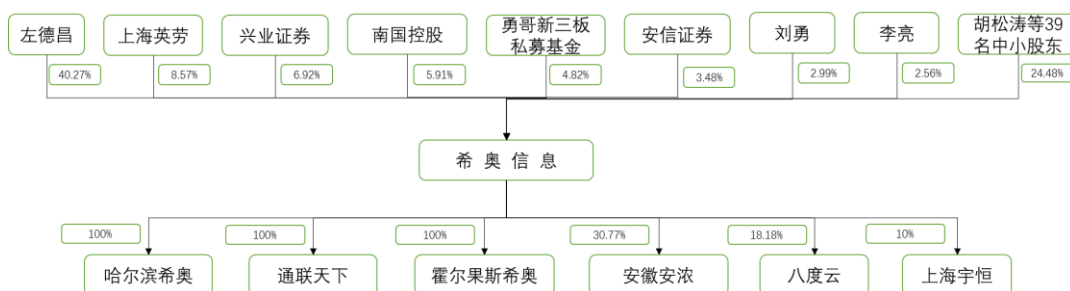 左德昌
上海英劳
兴业证券
南国控股
勇哥新三板
私募基金
安信证券
刘勇
李亮
胡松涛等39
名中小股东
40.27%
8.57%
6.92%
5.91%
4.82%
3.48%
2.99%
2.56%
24.48%
希奥信息
100%
100%
100%
30.77%
18.18%
10%
哈尔滨希奥
通联天下
霍尔果斯希奥
安徽安浓
八度云
上海宇恒